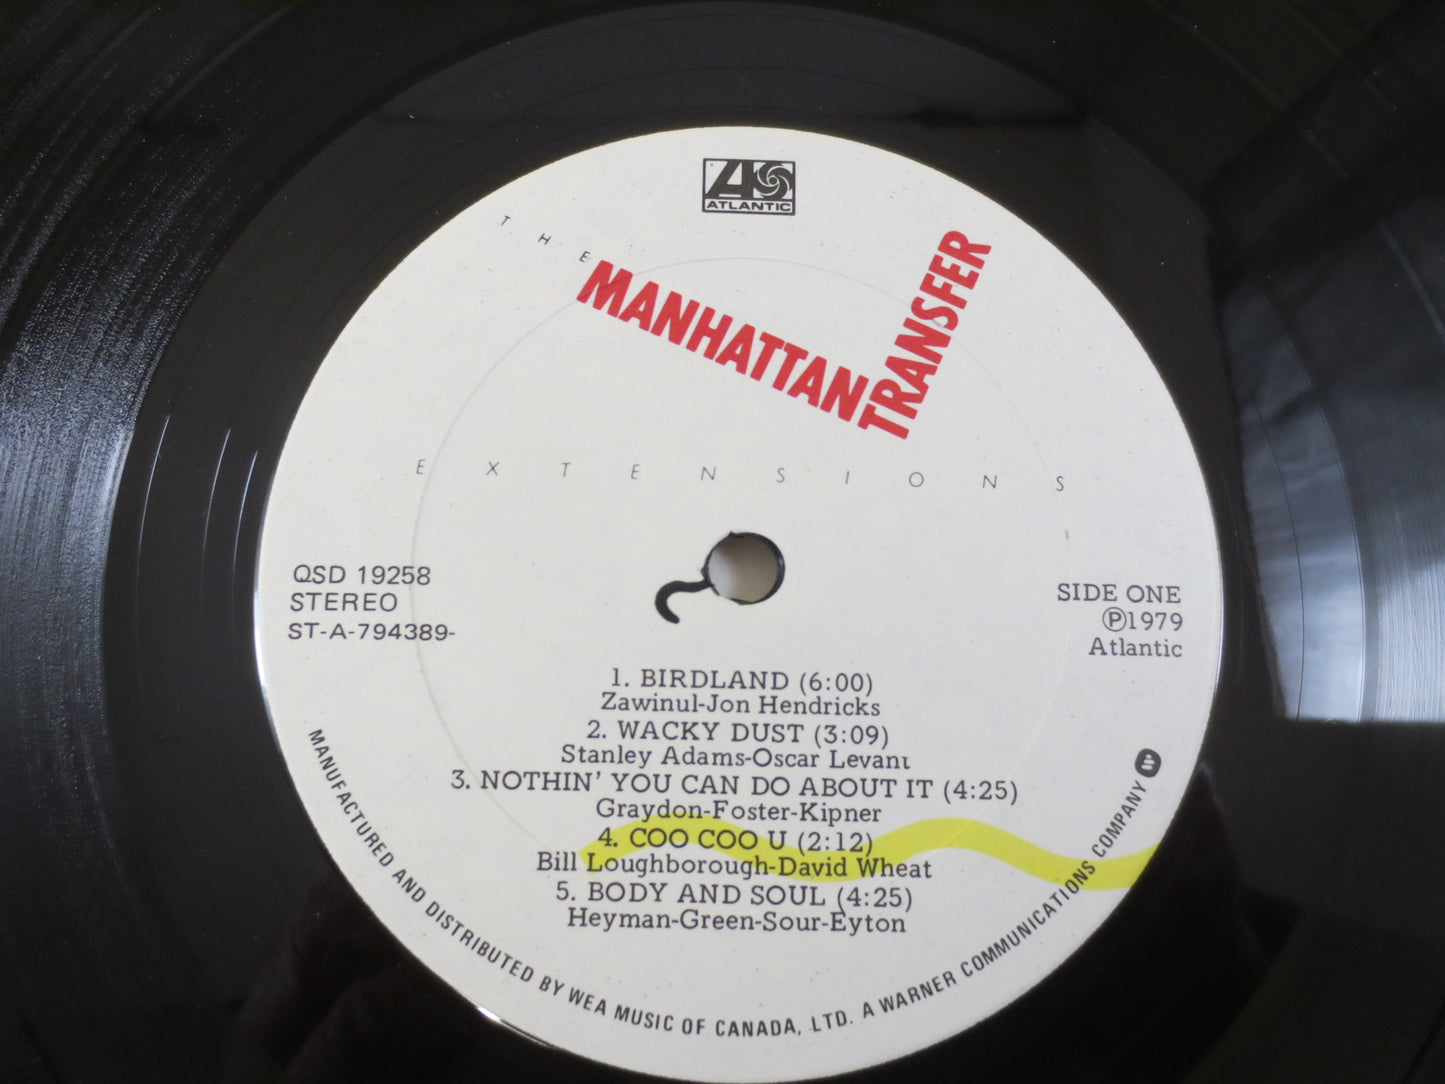 ATLANTIC
THE
MANHATTAN
TRANSFER
EXTENSIONS
QSD 19258
STEREO
ST-A-794389-
SIDE ONE
℗1979
Atlantic
1. BIRDLAND (6:00)
Zawinul-Jon Hendricks
2. WACKY DUST (3:09)
Stanley Adams-Oscar Levant
3. NOTHIN' YOU CAN DO ABOUT IT (4:25)
Graydon-Foster-Kipner
4. COO COO U (2:12)
Bill Loughborough-David Wheat
5. BODY AND SOUL (4:25)
Heyman-Green-Sour-Eyton
MANUFACTURED AND DISTRIBUTED BY WEA MUSIC OF CANADA, LTD. A WARNER COMMUNICATIONS COMPANY